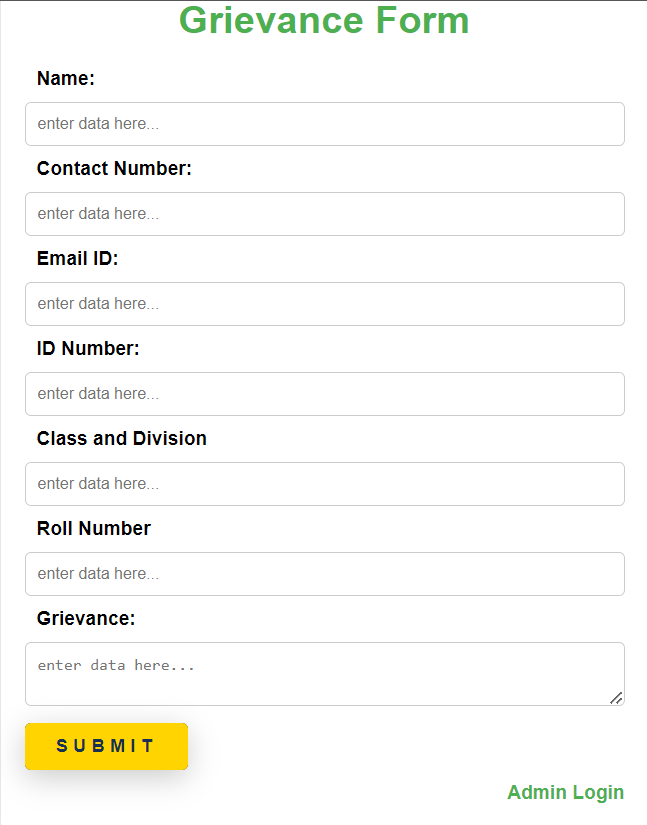 Grievance Form
Name:
enter data here...
Contact Number:
enter data here...
Email ID:
enter data here...
ID Number:
enter data here...
Class and Division
enter data here...
Roll Number
enter data here...
Grievance:
enter data here...
SUBMIT
Admin Login